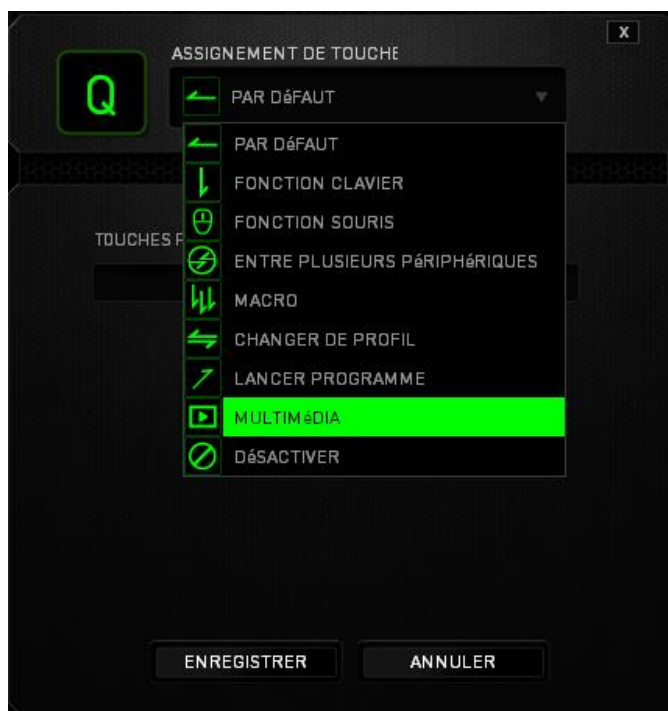 X
ASSIGNEMENT DE TOUCHE
Q
PAR DéFAUT
PAR DéFAUT
FONCTION CLAVIER
FONCTION SOURIS
TOUCHES
ENTRE PLUSIEURS PéRIPHéRIQUES
MACRO
CHANGER DE PROFIL
LANCER PROGRAMME
MULTIMéDIA
DéSACTIVER
ENREGISTRER
ANNULER